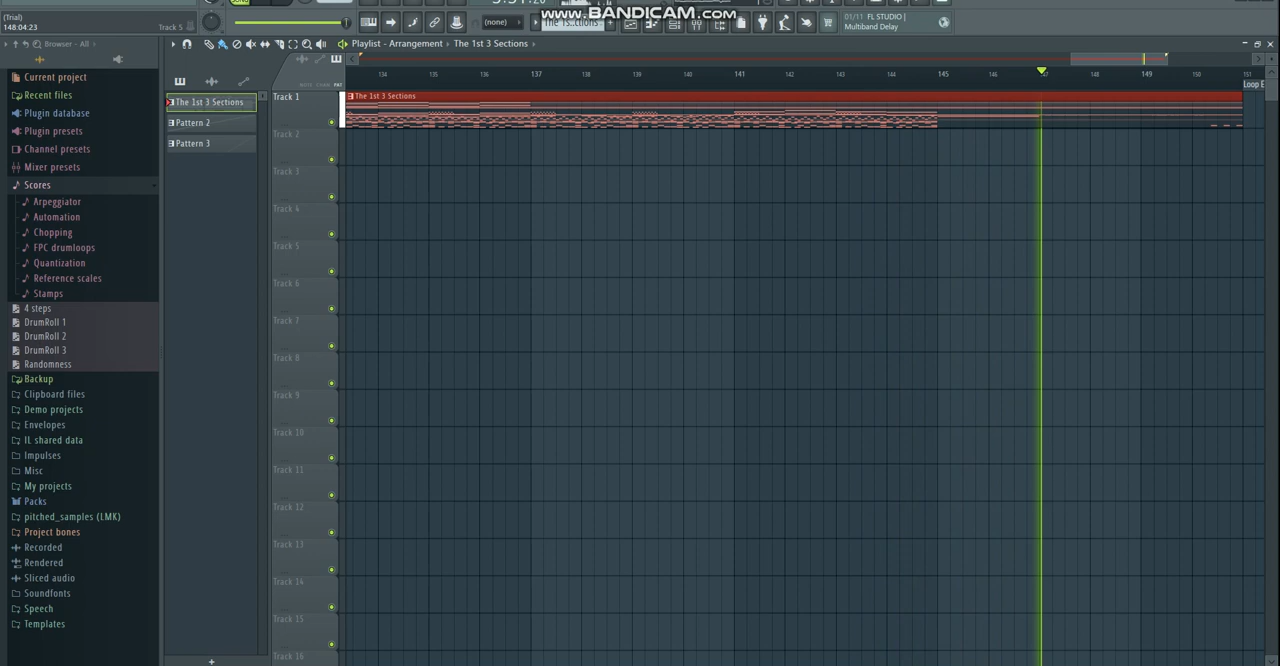 (Trial)
148:04:23
Track 5
(none)
www.BANDICAM.com
The 1st
ctions
01/11 FL STUDIO |
Multiband Delay
Browser - All
Playlist - Arrangement
The 1st 3 Sections
Current project
Recent files
Plugin database
Plugin presets
Channel presets
Mixer presets
Scores
Arpeggiator
Automation
Chopping
FPC drumloops
Quantization
Reference scales
Stamps
4 steps
DrumRoll 1
DrumRoll 2
DrumRoll 3
Randomness
Backup
Clipboard files
Demo projects
Envelopes
IL shared data
Impulses
Misc
My projects
Packs
pitched_samples (LMK)
Project bones
Recorded
Rendered
Sliced audio
Soundfonts
Speech
Templates
The 1st 3 Sections
Pattern 2
Pattern 3
NOTE CHAN PAT
134 135 136 137 138 139 140 141 142 143 144 145 146 147 148 149 150 151
Loop E
Track 1
The 1st 3 Sections
Track 2
Track 3
Track 4
Track 5
Track 6
Track 7
Track 8
Track 9
Track 10
Track 11
Track 12
Track 13
Track 14
Track 15
Track 16